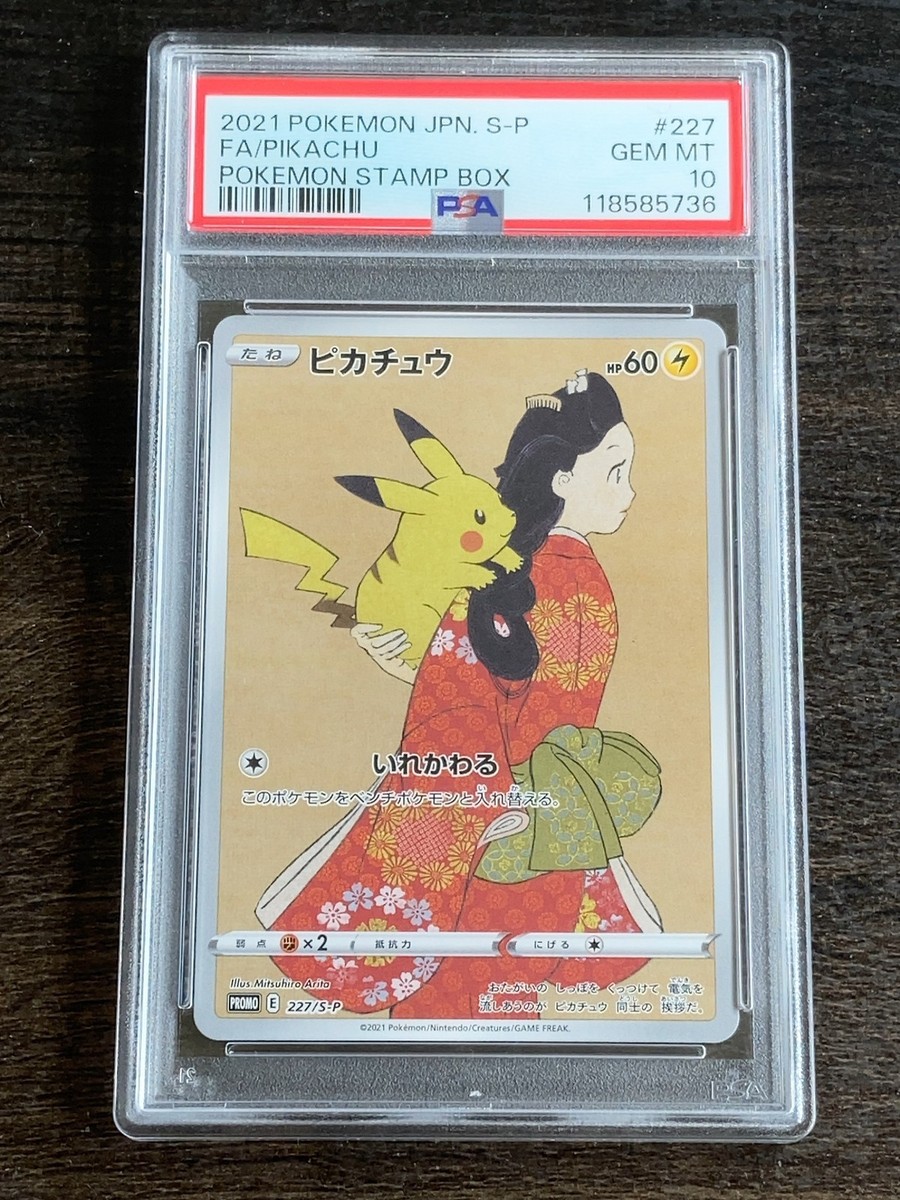 2021 POKEMON JPN. S-P #227
FA/PIKACHU GEM MT
POKEMON STAMP BOX 10
PSA 118585736
たね ピカチュウ HP60
いれかわる
このポケモンをベンチポケモンと入れ替える。
弱点 ×2 抵抗力 にげる
Illus. Mitsuhiro Arita
PROMO E 227/S-P
おたがいの しっぽを くっつけて 電気を
流しあうのが ピカチュウ 同士の 挨拶だ。
©2021 Pokémon/Nintendo/Creatures/GAME FREAK.
PSA